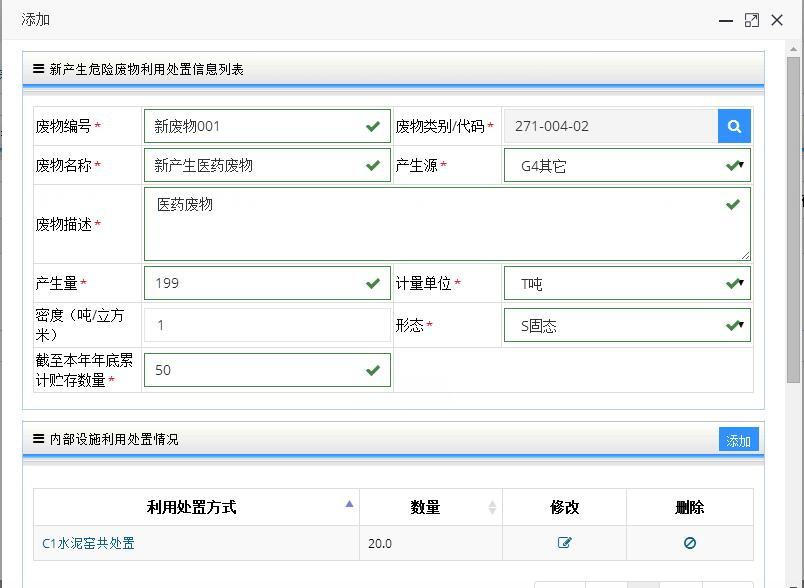 添加
新产生危险废物利用处置信息列表
废物编号* 新废物001 废物类别/代码* 271-004-02
废物名称* 新产生医药废物 产生源* G4其它
废物描述* 医药废物
产生量* 199 计量单位* T吨
密度（吨/立方
米） 1 形态* S固态
截至本年年底累
计贮存数量* 50
内部设施利用处置情况 添加
利用处置方式 数量 修改 删除
C1水泥窑共处置 20.0